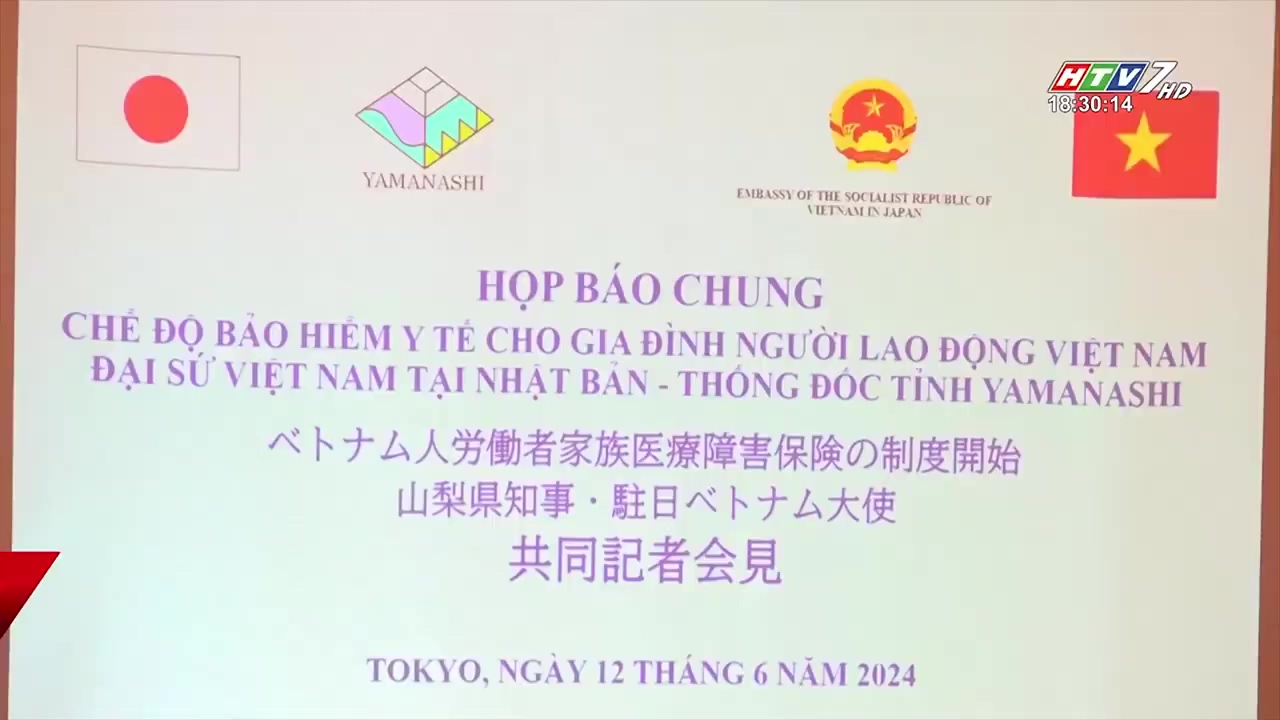 HTV7 HD
18:30:14
YAMANASHI
EMBASSY OF THE SOCIALIST REPUBLIC OF
VIETNAM IN JAPAN
HỌP BÁO CHUNG
CHẾ ĐỘ BẢO HIỂM Y TẾ CHO GIA ĐÌNH NGƯỜI LAO ĐỘNG VIỆT NAM
ĐẠI SỨ VIỆT NAM TẠI NHẬT BẢN - THỐNG ĐỐC TỈNH YAMANASHI
ベトナム人労働者家族医療障害保険の制度開始
山梨県知事・駐日ベトナム大使
共同記者会見
TOKYO, NGÀY 12 THÁNG 6 NĂM 2024